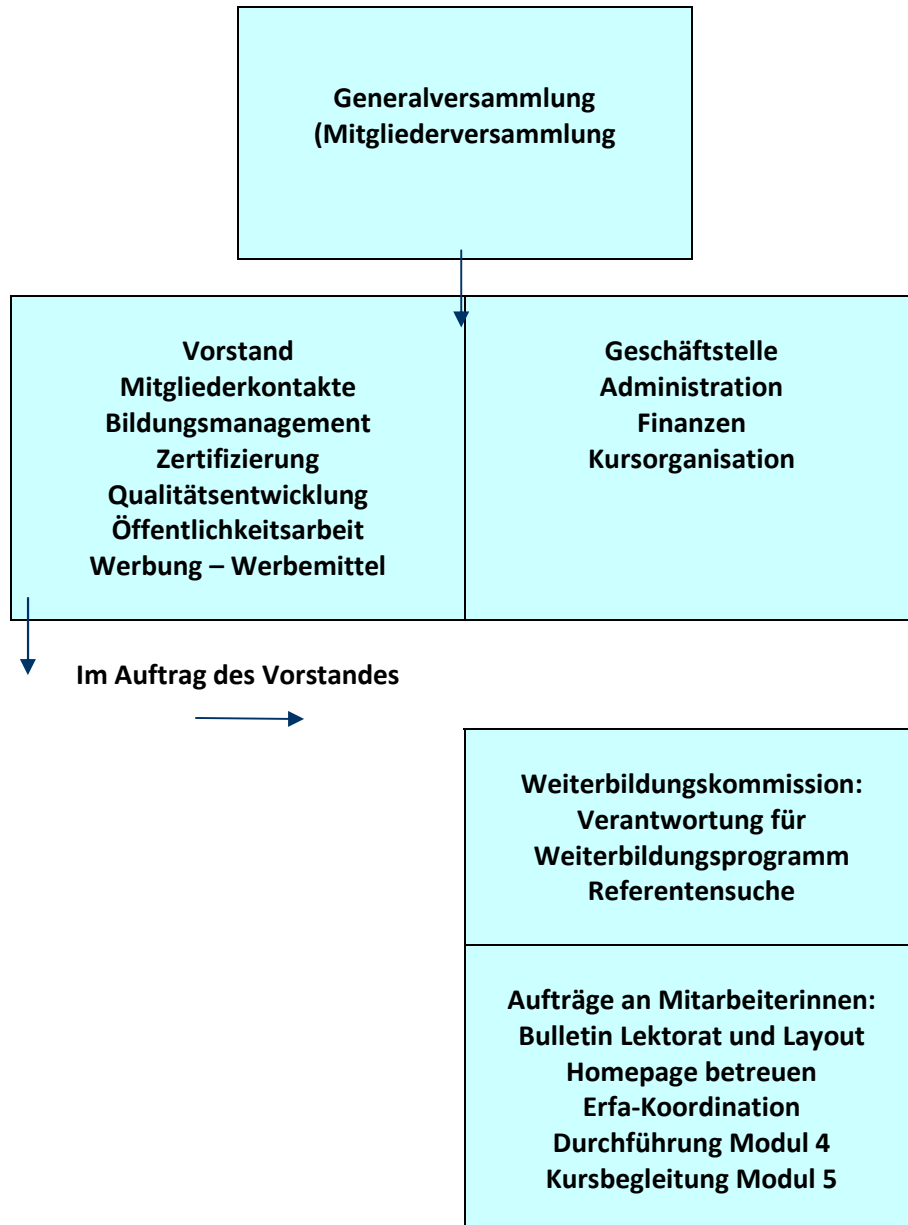 Generalversammlung
(Mitgliederversammlung
Vorstand
Mitgliederkontakte
Bildungsmanagement
Zertifizierung
Qualitätsentwicklung
Öffentlichkeitsarbeit
Werbung – Werbemittel
Geschäftstelle
Administration
Finanzen
Kursorganisation
Im Auftrag des Vorstandes
Weiterbildungskommission:
Verantwortung für
Weiterbildungsprogramm
Referentensuche
Aufträge an Mitarbeiterinnen:
Bulletin Lektorat und Layout
Homepage betreuen
Erfa-Koordination
Durchführung Modul 4
Kursbegleitung Modul 5